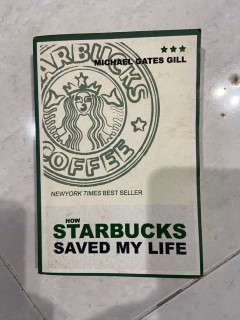 STARBUCKS
MICHAEL GATES GILL
COFFEE
NEWYORK TIMES BEST SELLER
HOW
STARBUCKS
SAVED MY LIFE